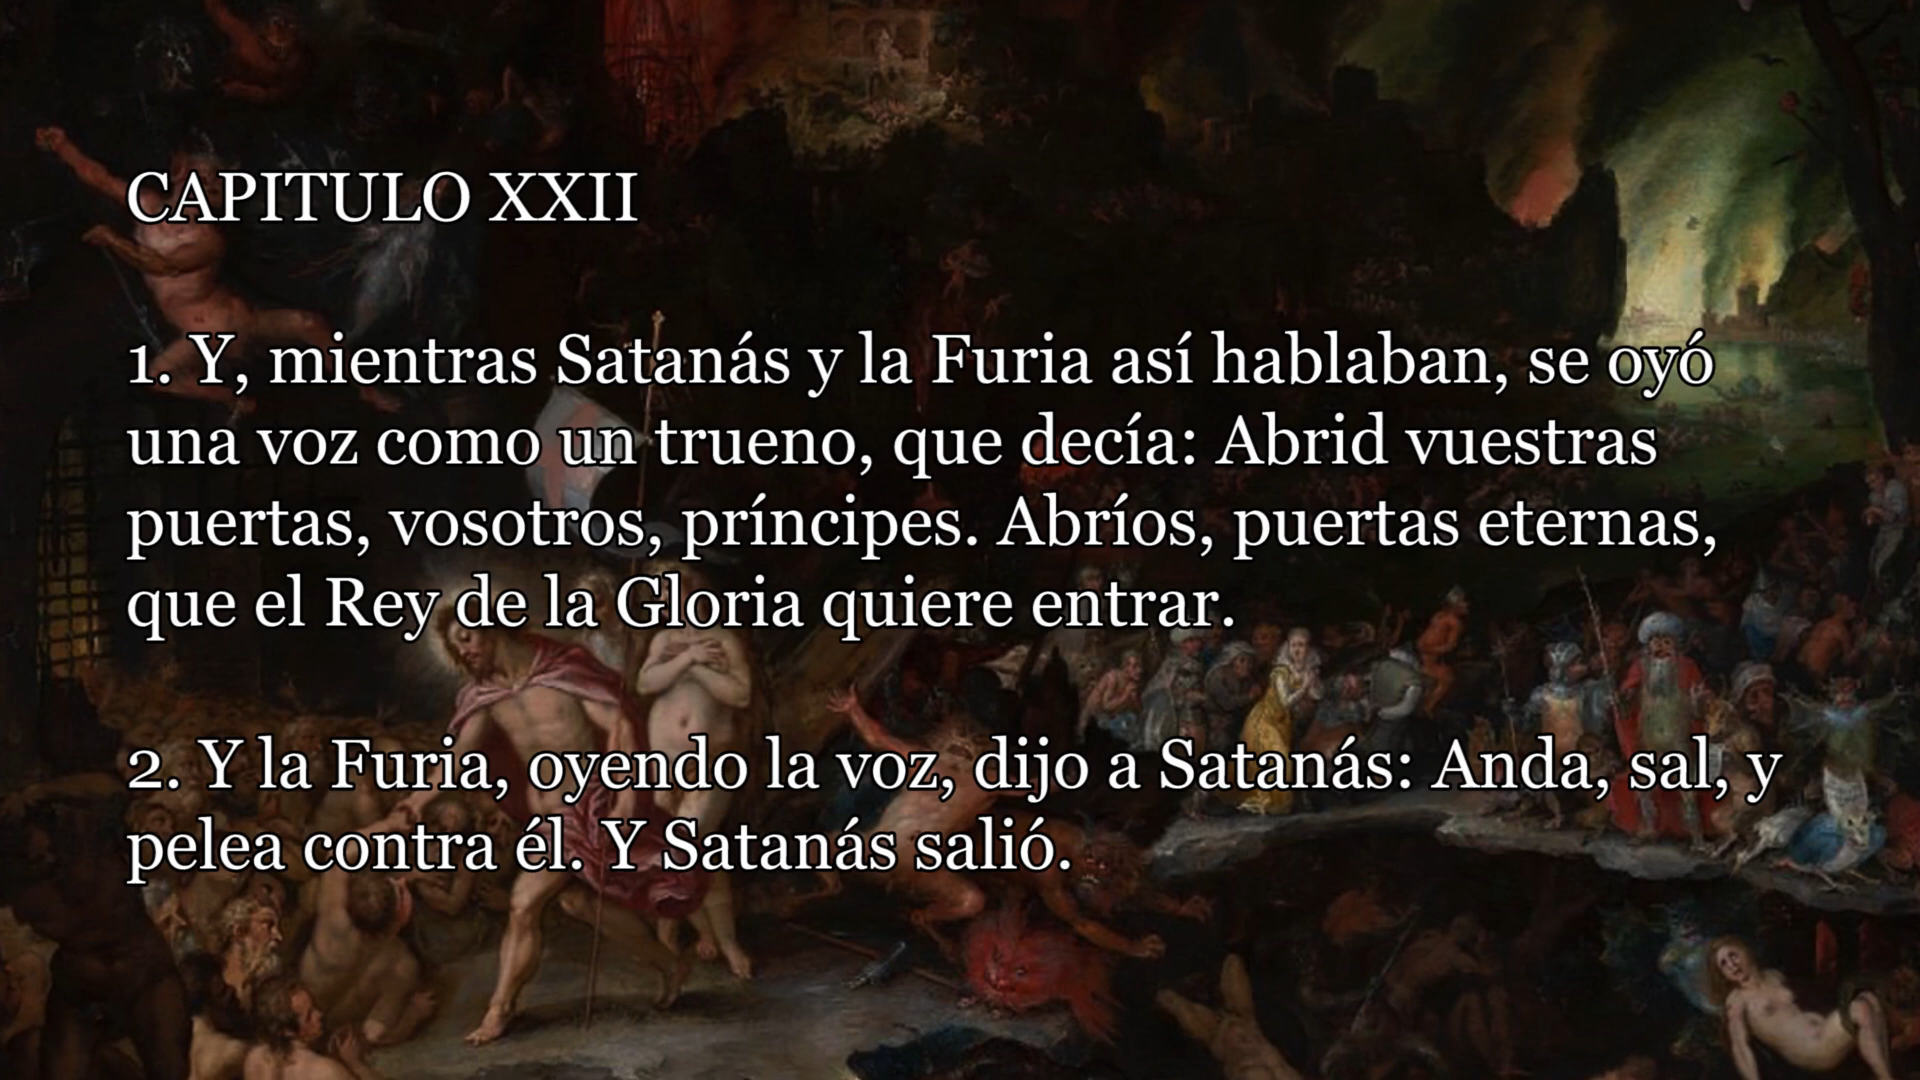 CAPITULO XXII
1. Y, mientras Satanás y la Furia así hablaban, se oyó
una voz como un trueno, que decía: Abrid vuestras
puertas, vosotros, príncipes. Abríos, puertas eternas,
que el Rey de la Gloria quiere entrar.
2. Y la Furia, oyendo la voz, dijo a Satanás: Anda, sal, y
pelea contra él. Y Satanás salió.